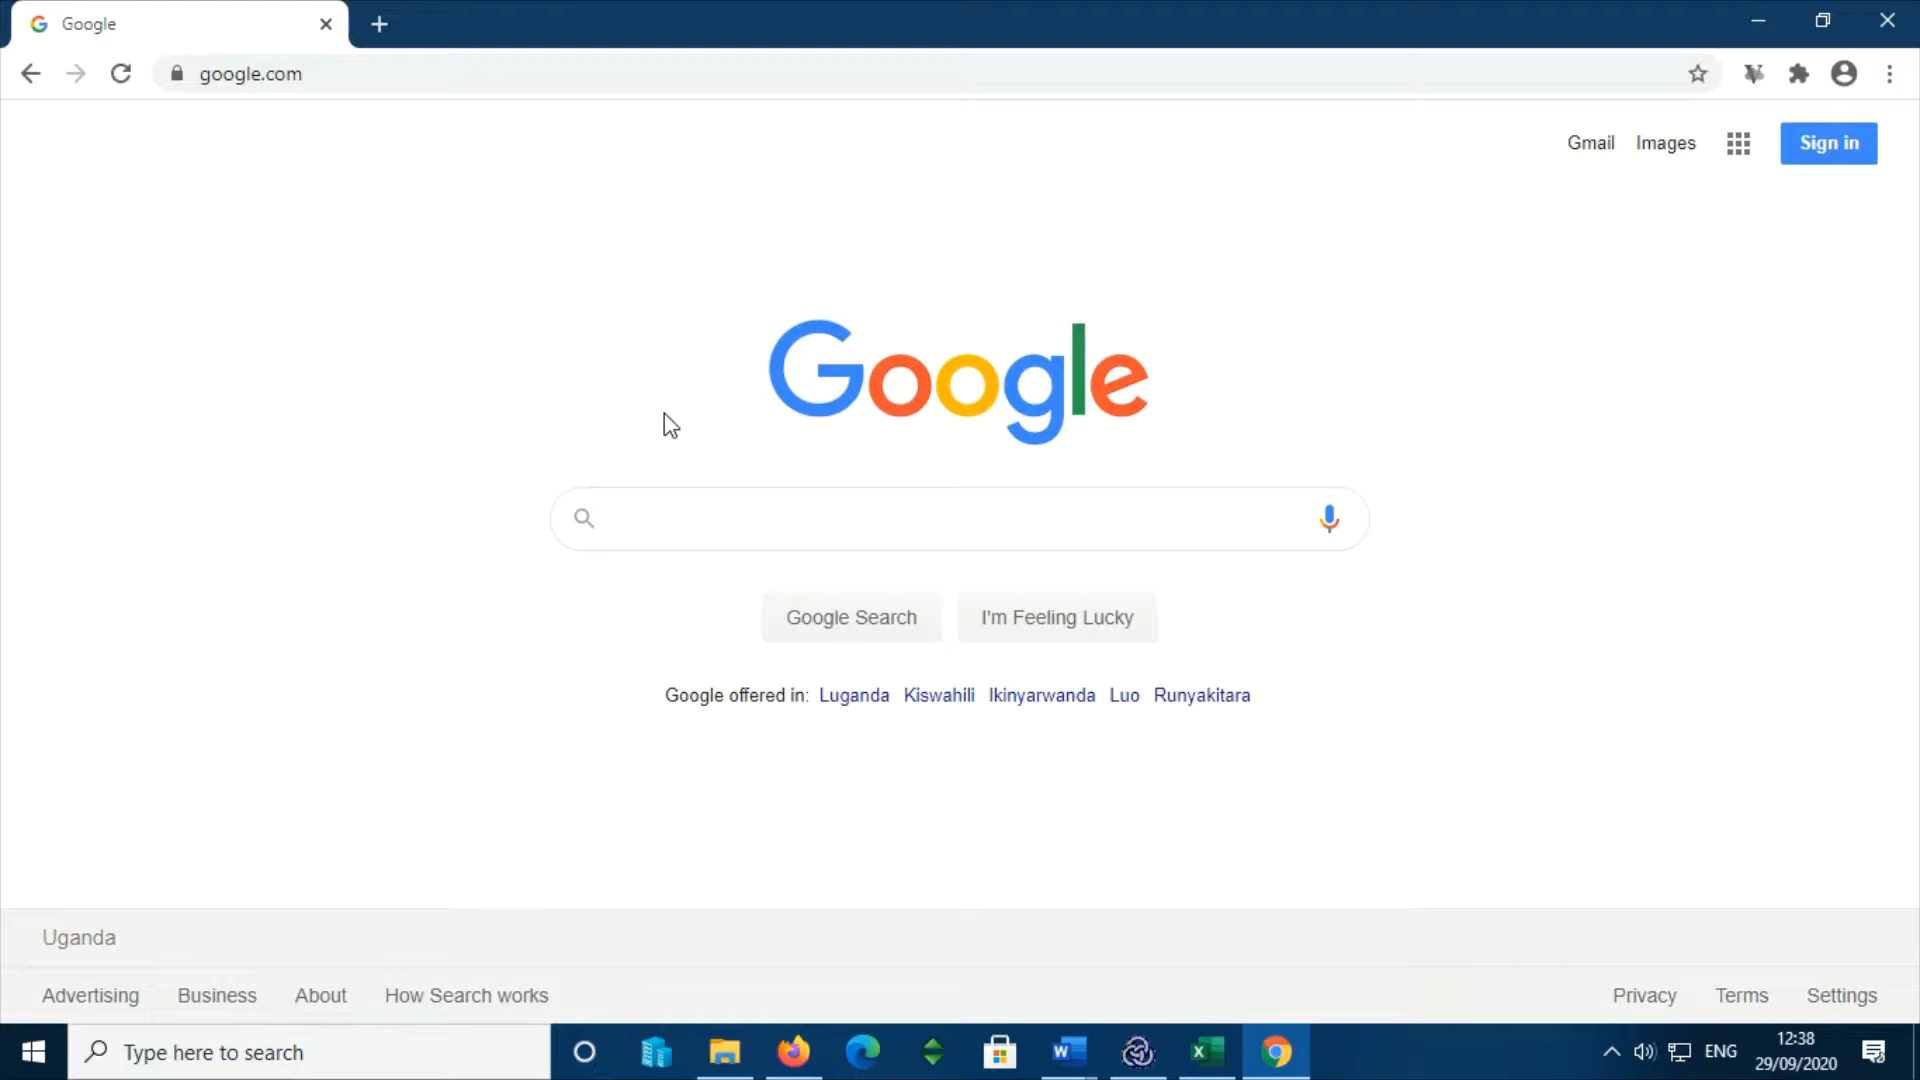 Google
google.com
Gmail Images Sign in
Google
Google Search I'm Feeling Lucky
Google offered in: Luganda Kiswahili Ikinyarwanda Luo Runyakitara
Uganda
Advertising Business About How Search works Privacy Terms Settings
Type here to search ENG 12:38
29/09/2020